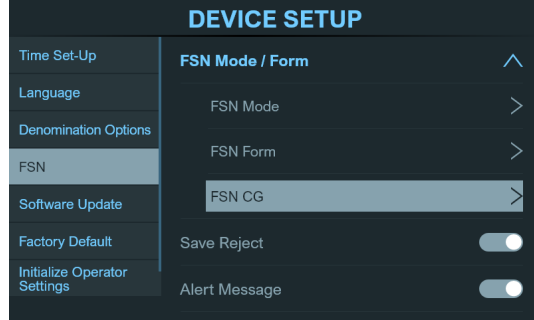 DEVICE SETUP
Time Set-Up
Language
Denomination Options
FSN
Software Update
Factory Default
Initialize Operator
Settings
FSN Mode / Form
FSN Mode
FSN Form
FSN CG
Save Reject
Alert Message